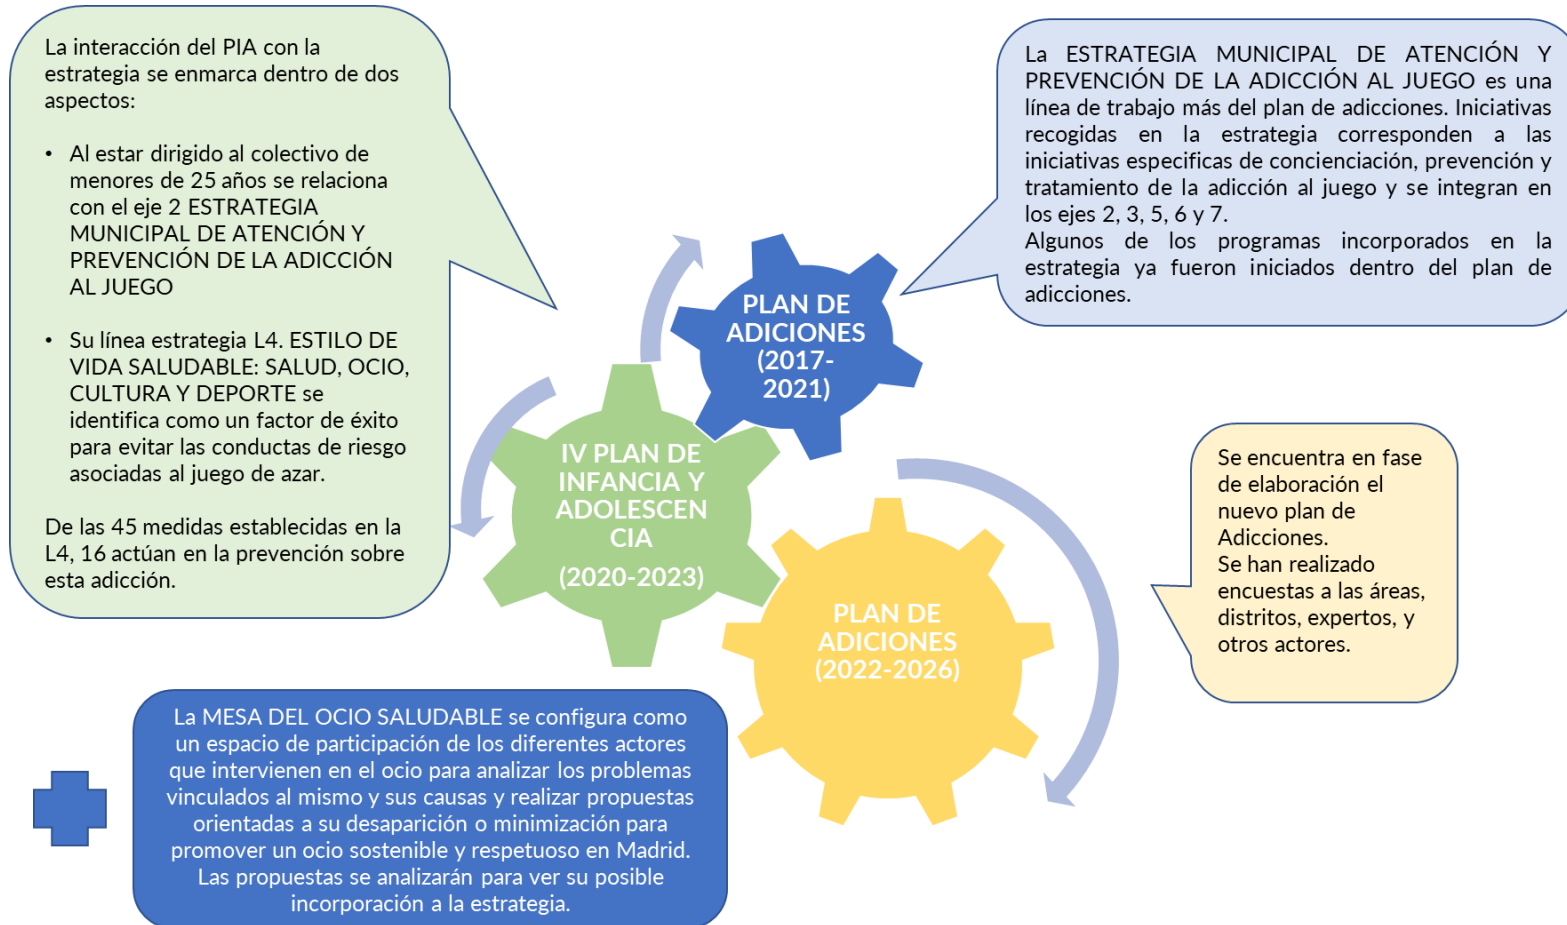 La interacción del PIA con la
estrategia se enmarca dentro de dos
aspectos:
• Al estar dirigido al colectivo de
menores de 25 años se relaciona
con el eje 2 ESTRATEGIA
MUNICIPAL DE ATENCIÓN Y
PREVENCIÓN DE LA ADICCIÓN
AL JUEGO
• Su línea estrategia L4. ESTILO DE
VIDA SALUDABLE: SALUD, OCIO,
CULTURA Y DEPORTE se
identifica como un factor de éxito
para evitar las conductas de riesgo
asociadas al juego de azar.
De las 45 medidas establecidas en la
L4, 16 actúan en la prevención sobre
esta adicción.
La ESTRATEGIA MUNICIPAL DE ATENCIÓN Y
PREVENCIÓN DE LA ADICCIÓN AL JUEGO es una
línea de trabajo más del plan de adicciones. Iniciativas
recogidas en la estrategia corresponden a las
iniciativas especificas de concienciación, prevención y
tratamiento de la adicción al juego y se integran en
los ejes 2, 3, 5, 6 y 7.
Algunos de los programas incorporados en la
estrategia ya fueron iniciados dentro del plan de
adicciones.
PLAN DE
ADICIONES
(2017-
2021)
IV PLAN DE
INFANCIA Y
ADOLESCEN
CIA
(2020-2023)
PLAN DE
ADICIONES
(2022-2026)
Se encuentra en fase
de elaboración el
nuevo plan de
Adicciones.
Se han realizado
encuestas a las áreas,
distritos, expertos, y
otros actores.
La MESA DEL OCIO SALUDABLE se configura como
un espacio de participación de los diferentes actores
que intervienen en el ocio para analizar los problemas
vinculados al mismo y sus causas y realizar propuestas
orientadas a su desaparición o minimización para
promover un ocio sostenible y respetuoso en Madrid.
Las propuestas se analizarán para ver su posible
incorporación a la estrategia.